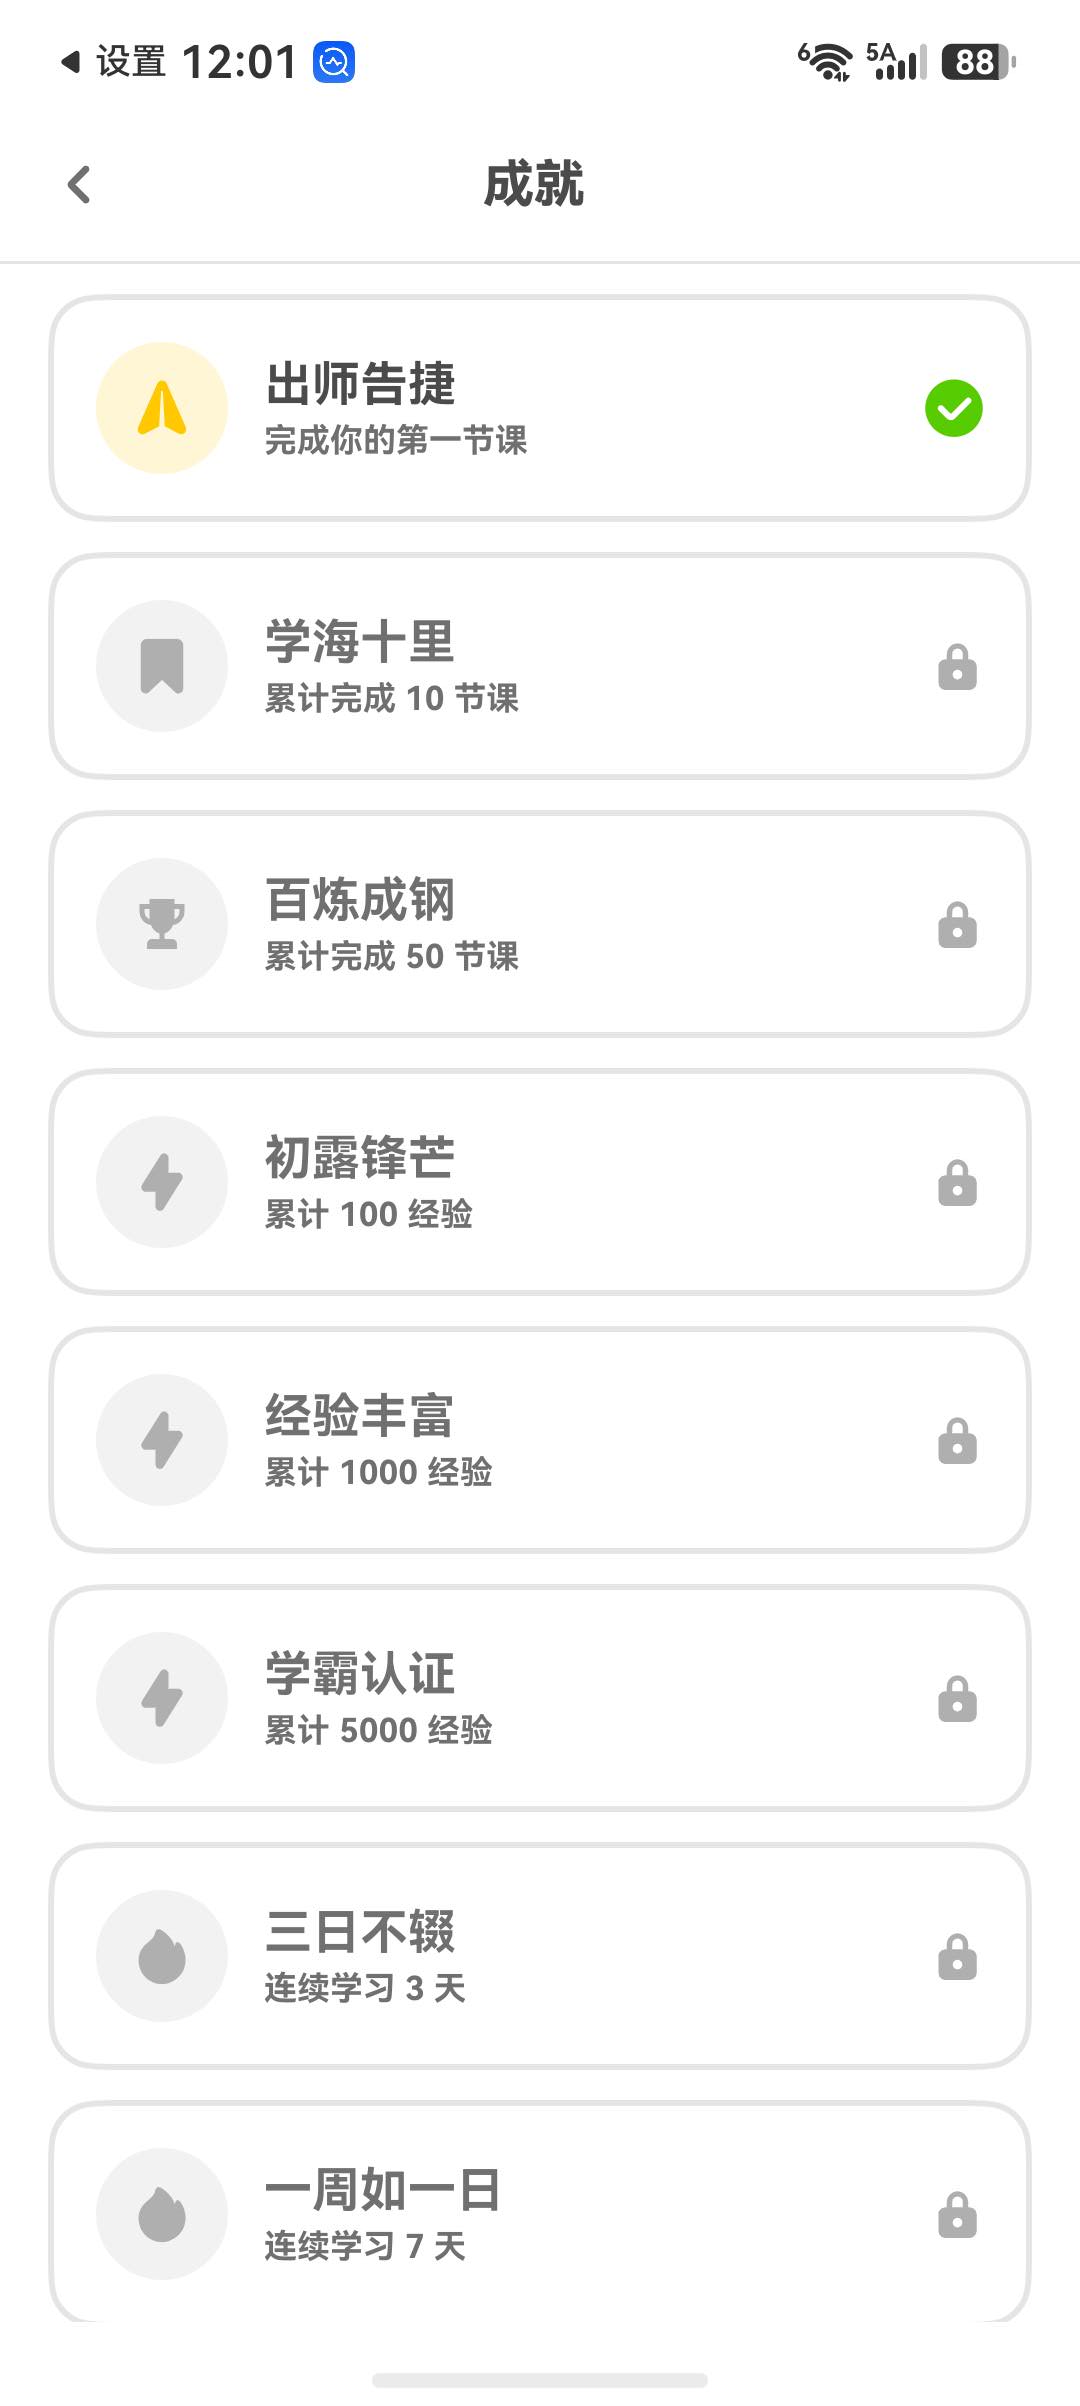 设置 12:01
6 5A 88
成就
出师告捷
完成你的第一节课
学海十里
累计完成 10 节课
百炼成钢
累计完成 50 节课
初露锋芒
累计 100 经验
经验丰富
累计 1000 经验
学霸认证
累计 5000 经验
三日不辍
连续学习 3 天
一周如一日
连续学习 7 天